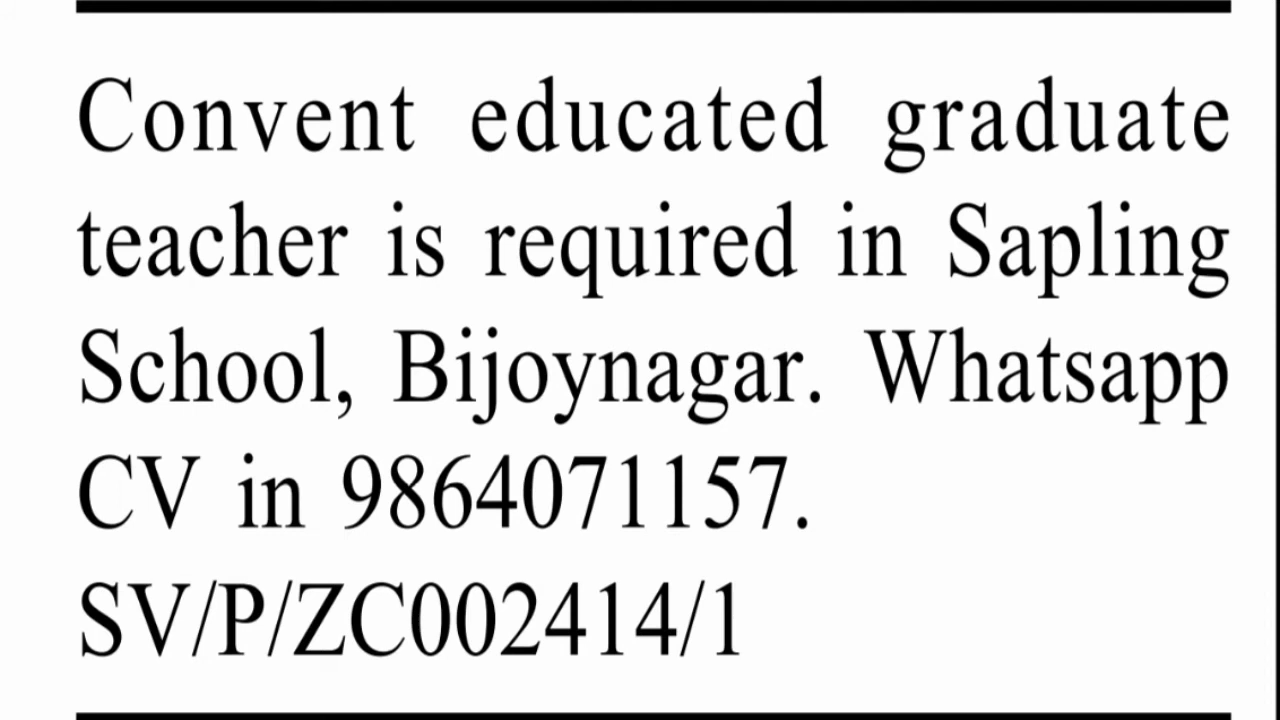 Convent educated graduate
teacher is required in Sapling
School, Bijoynagar. Whatsapp
CV in 9864071157.
SV/P/ZC002414/1